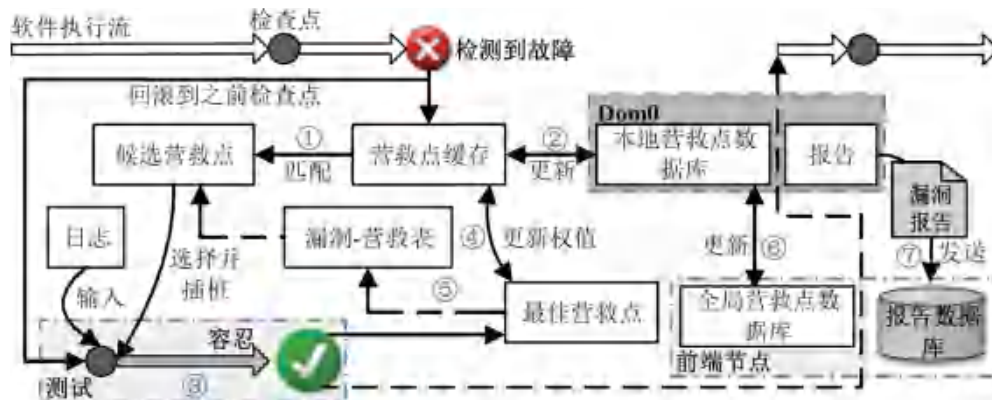 软件执行流
检查点
检测到故障
回滚到之前检查点
Dom0
候选营救点
①
匹配
营救点缓存
②
更新
本地营救点数
据库
报告
漏洞
报告
日志
选择并
插桩
漏洞-营救表
④
更新权值
更新
⑥
⑦
发送
输入
⑤
最佳营救点
全局营救点数
据库
报告数据
库
容忍
前端节点
测试
③